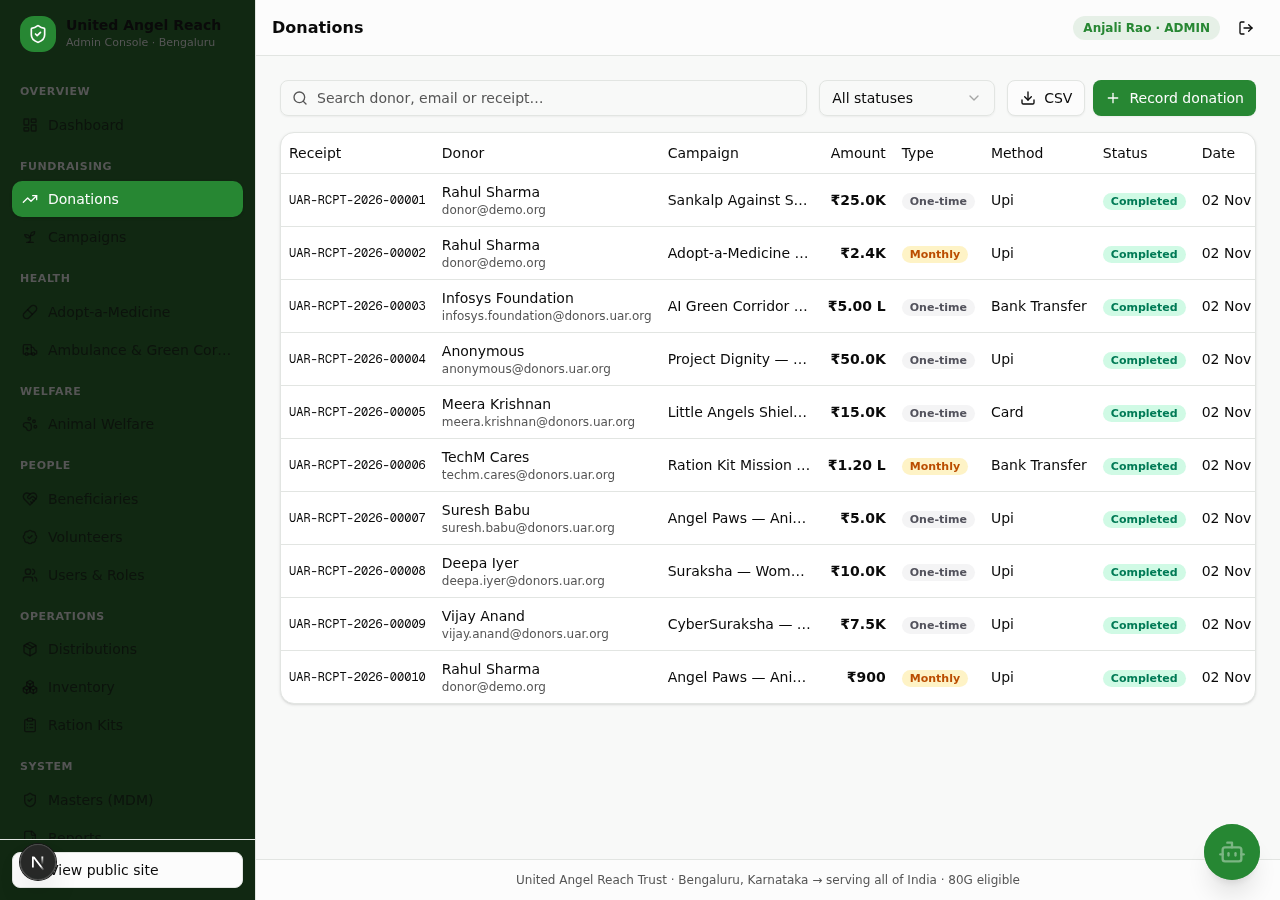 United Angel Reach
Admin Console · Bengaluru
OVERVIEW
Dashboard
FUNDRAISING
Donations
Campaigns
HEALTH
Adopt-a-Medicine
Ambulance & Green Cor…
WELFARE
Animal Welfare
PEOPLE
Beneficiaries
Volunteers
Users & Roles
OPERATIONS
Distributions
Inventory
Ration Kits
SYSTEM
Masters (MDM)
Reports
N
View public site
Donations
Anjali Rao · ADMIN
Search donor, email or receipt…
All statuses
CSV
Record donation
Receipt Donor Campaign Amount Type Method Status Date
UAR-RCPT-2026-00001 Rahul Sharma Sankalp Against S… ₹25.0K One-time Upi Completed 02 Nov
donor@demo.org
UAR-RCPT-2026-00002 Rahul Sharma Adopt-a-Medicine … ₹2.4K Monthly Upi Completed 02 Nov
donor@demo.org
UAR-RCPT-2026-00003 Infosys Foundation AI Green Corridor … ₹5.00 L One-time Bank Transfer Completed 02 Nov
infosys.foundation@donors.uar.org
UAR-RCPT-2026-00004 Anonymous Project Dignity — … ₹50.0K One-time Upi Completed 02 Nov
anonymous@donors.uar.org
UAR-RCPT-2026-00005 Meera Krishnan Little Angels Shiel… ₹15.0K One-time Card Completed 02 Nov
meera.krishnan@donors.uar.org
UAR-RCPT-2026-00006 TechM Cares Ration Kit Mission … ₹1.20 L Monthly Bank Transfer Completed 02 Nov
techm.cares@donors.uar.org
UAR-RCPT-2026-00007 Suresh Babu Angel Paws — Ani… ₹5.0K One-time Upi Completed 02 Nov
suresh.babu@donors.uar.org
UAR-RCPT-2026-00008 Deepa Iyer Suraksha — Wom… ₹10.0K One-time Upi Completed 02 Nov
deepa.iyer@donors.uar.org
UAR-RCPT-2026-00009 Vijay Anand CyberSuraksha — … ₹7.5K One-time Upi Completed 02 Nov
vijay.anand@donors.uar.org
UAR-RCPT-2026-00010 Rahul Sharma Angel Paws — Ani… ₹900 Monthly Upi Completed 02 Nov
donor@demo.org
United Angel Reach Trust · Bengaluru, Karnataka → serving all of India · 80G eligible